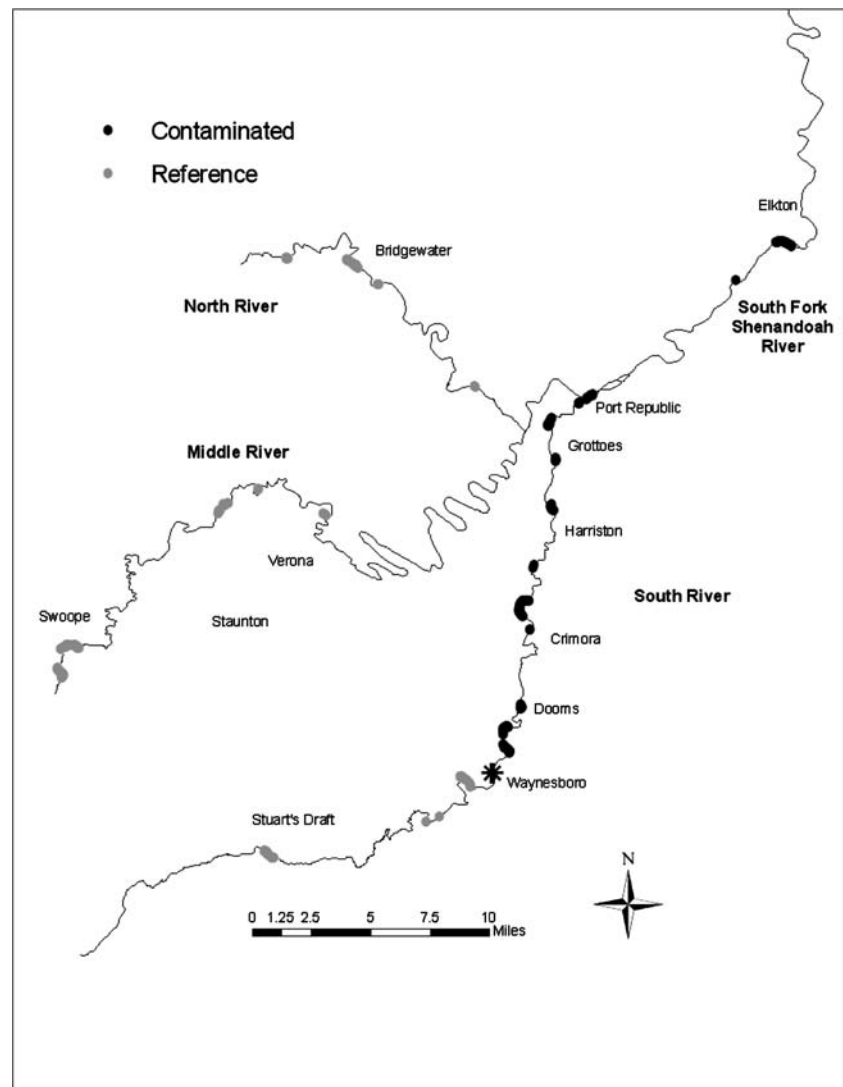 Contaminated
Reference
Elkton
Bridgewater
North River
South Fork
Shenandoah
River
Port Republic
Grottoes
Middle River
Harriston
Verona
Swoope
Staunton
South River
Crimora
Dooms
Waynesboro
Stuart's Draft
N
0 1.25 2.5 5 7.5 10
Miles